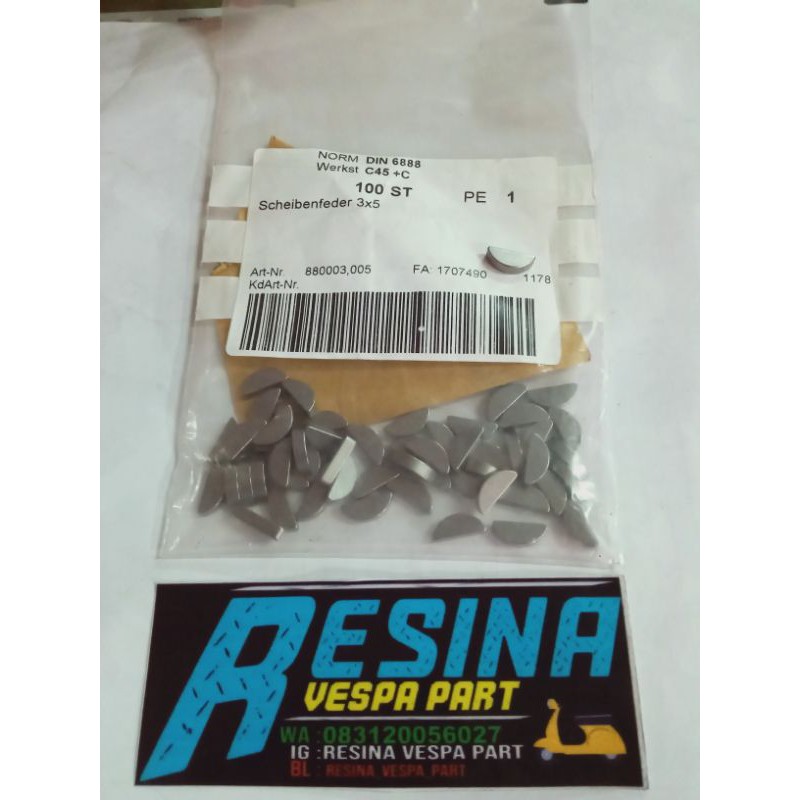 NORM DIN 6888
Werkst C45 +C
100 ST PE 1
Scheibenfeder 3x5
Art-Nr. 880003,005 FA: 1707490 1178
KdArt-Nr.
RESINA
VESPA PART
WA :083120056027
IG :RESINA VESPA PART
BL : RESINA VESPA PART